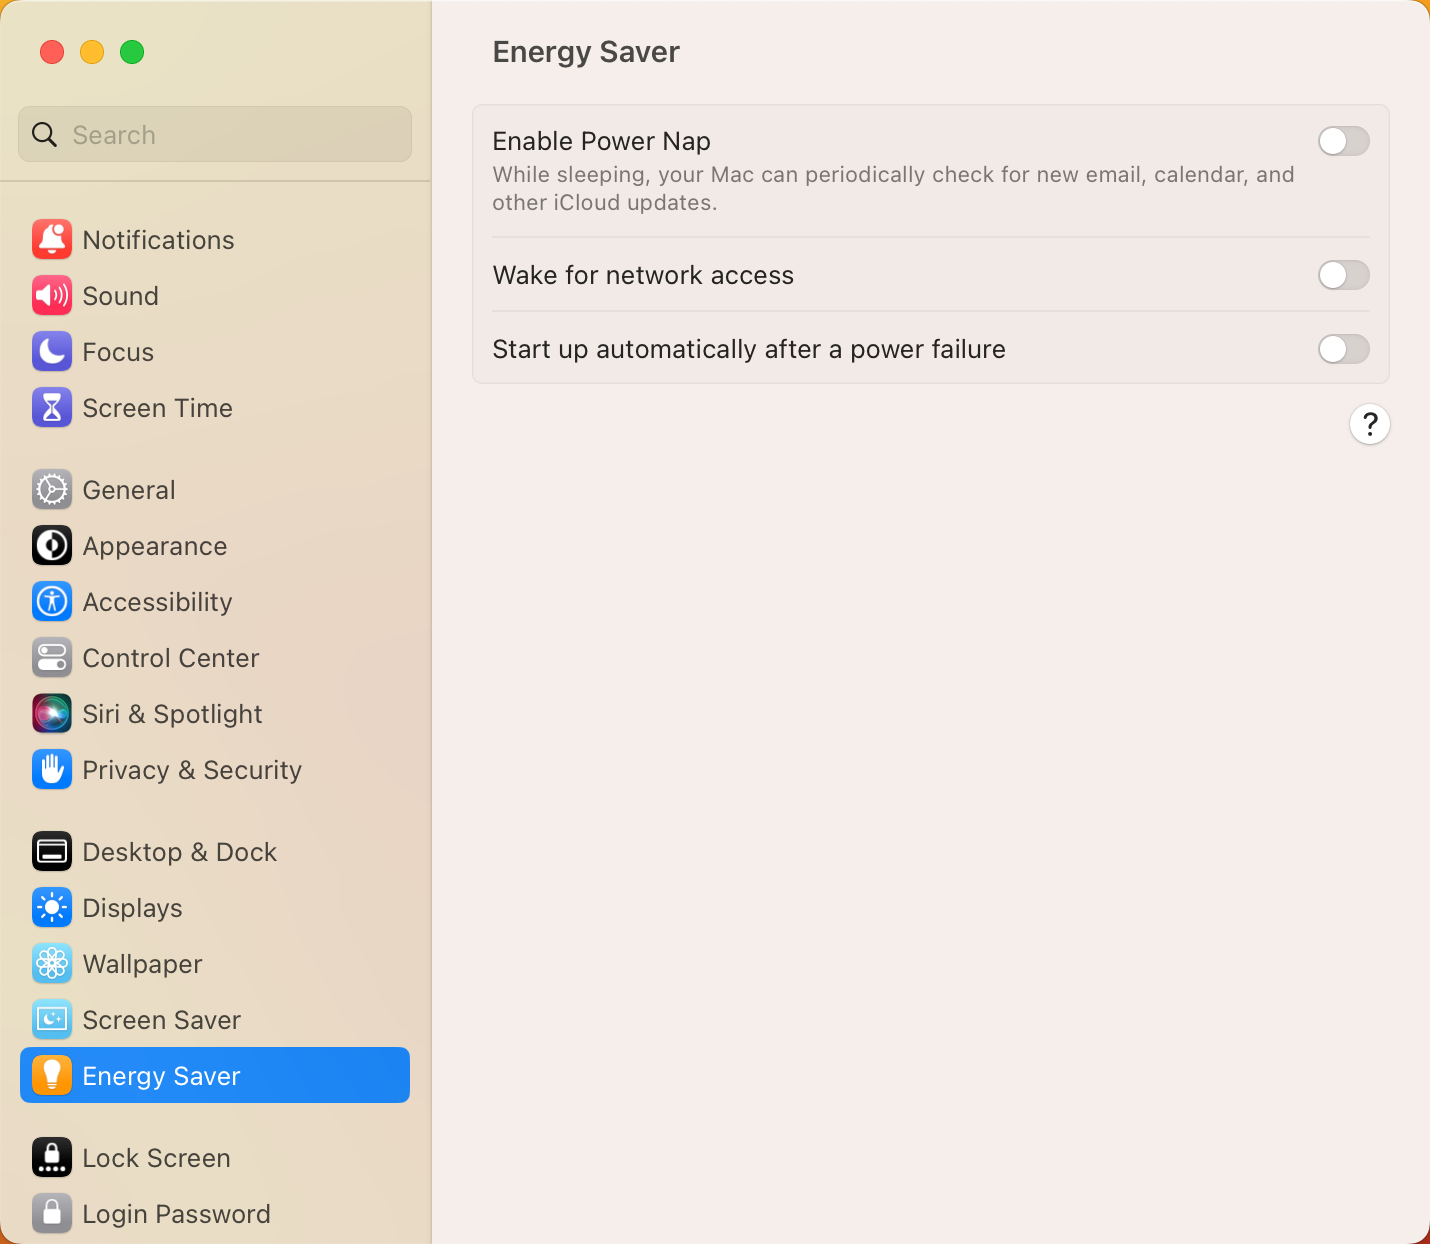 Search
Notifications
Sound
Focus
Screen Time
General
Appearance
Accessibility
Control Center
Siri & Spotlight
Privacy & Security
Desktop & Dock
Displays
Wallpaper
Screen Saver
Energy Saver
Lock Screen
Login Password
Energy Saver
Enable Power Nap
While sleeping, your Mac can periodically check for new email, calendar, and
other iCloud updates.
Wake for network access
Start up automatically after a power failure
?